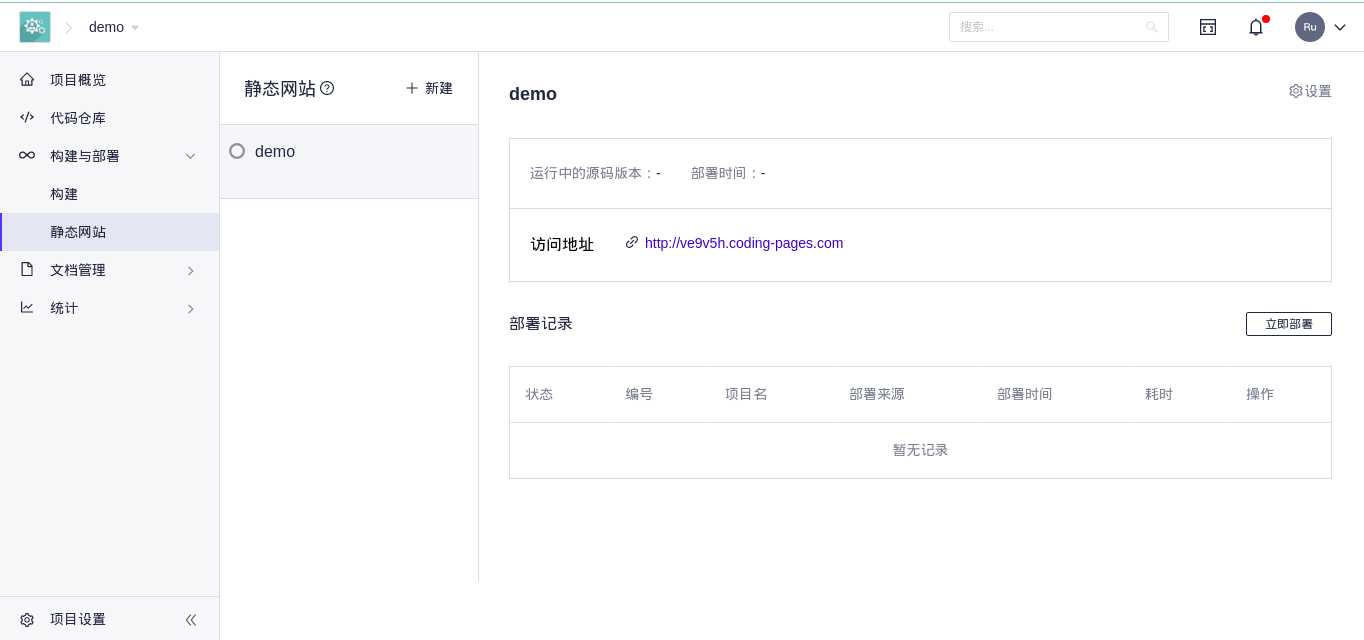 demo
搜索...
Ru
项目概览
代码仓库
构建与部署
构建
静态网站
文档管理
统计
项目设置
静态网站
新建
demo
demo
设置
运行中的源码版本：- 部署时间：-
访问地址 http://ve9v5h.coding-pages.com
部署记录
立即部署
状态 编号 项目名 部署来源 部署时间 耗时 操作
暂无记录